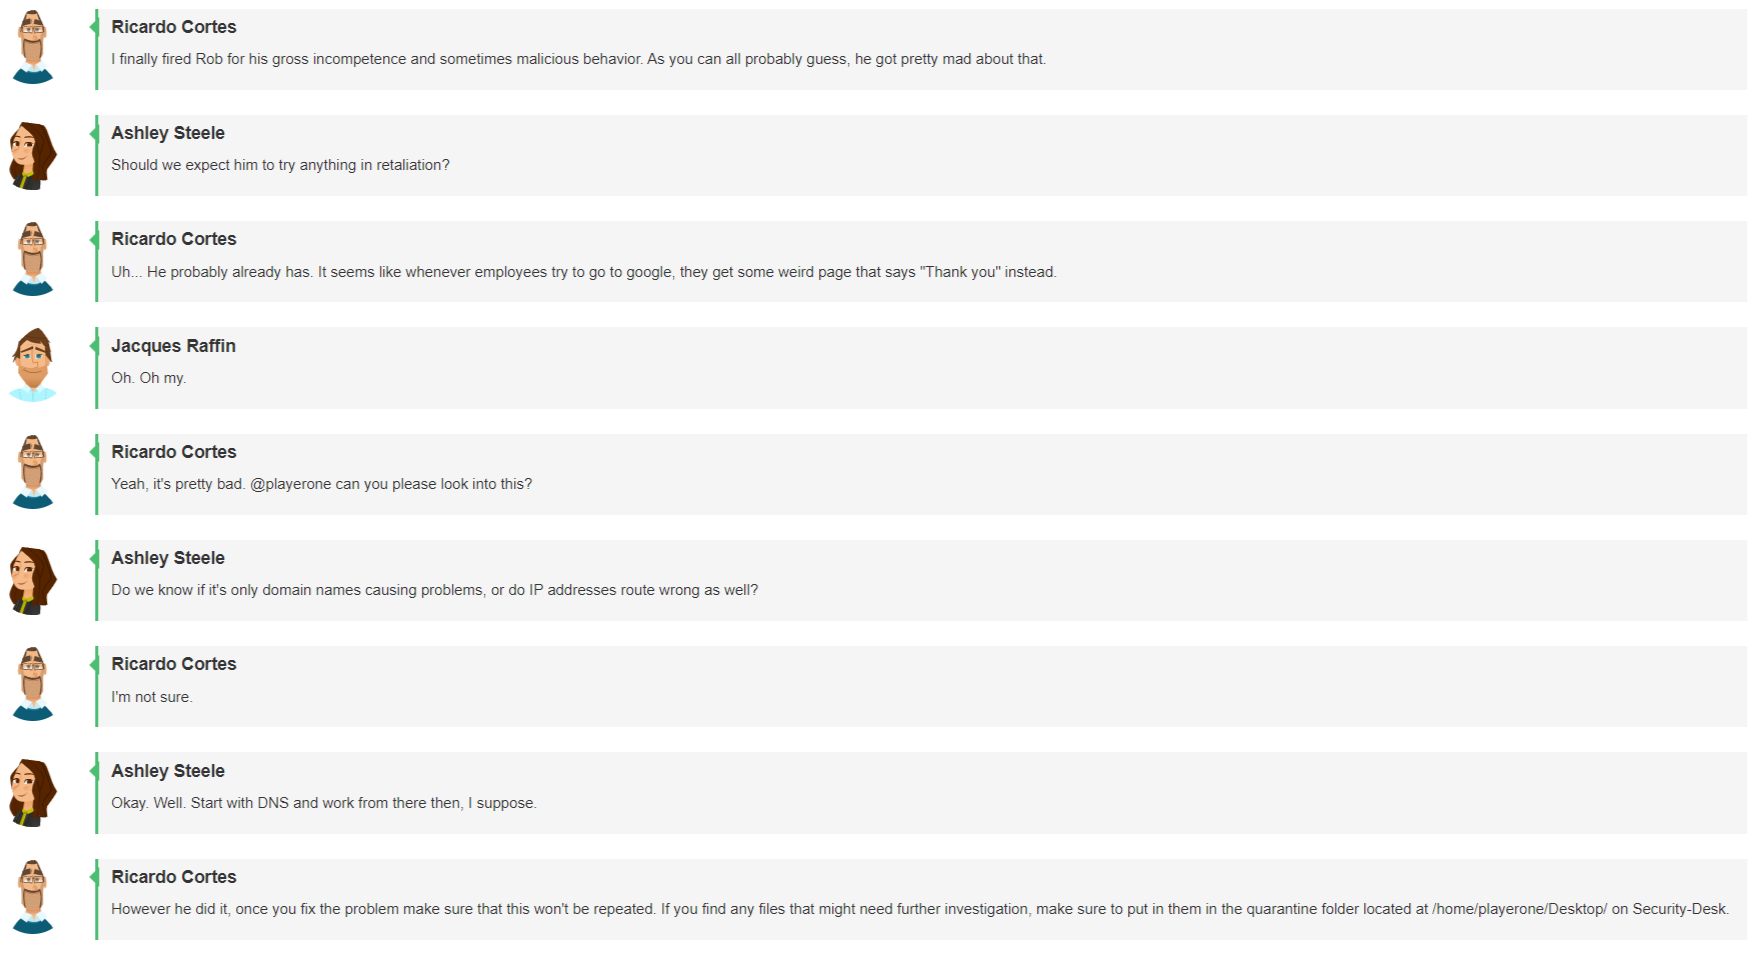 Ricardo Cortes
I finally fired Rob for his gross incompetence and sometimes malicious behavior. As you can all probably guess, he got pretty mad about that.
Ashley Steele
Should we expect him to try anything in retaliation?
Ricardo Cortes
Uh... He probably already has. It seems like whenever employees try to go to google, they get some weird page that says "Thank you" instead.
Jacques Raffin
Oh. Oh my.
Ricardo Cortes
Yeah, it's pretty bad. @playerone can you please look into this?
Ashley Steele
Do we know if it's only domain names causing problems, or do IP addresses route wrong as well?
Ricardo Cortes
I'm not sure.
Ashley Steele
Okay. Well. Start with DNS and work from there then, I suppose.
Ricardo Cortes
However he did it, once you fix the problem make sure that this won't be repeated. If you find any files that might need further investigation, make sure to put in them in the quarantine folder located at /home/playerone/Desktop/ on Security-Desk.